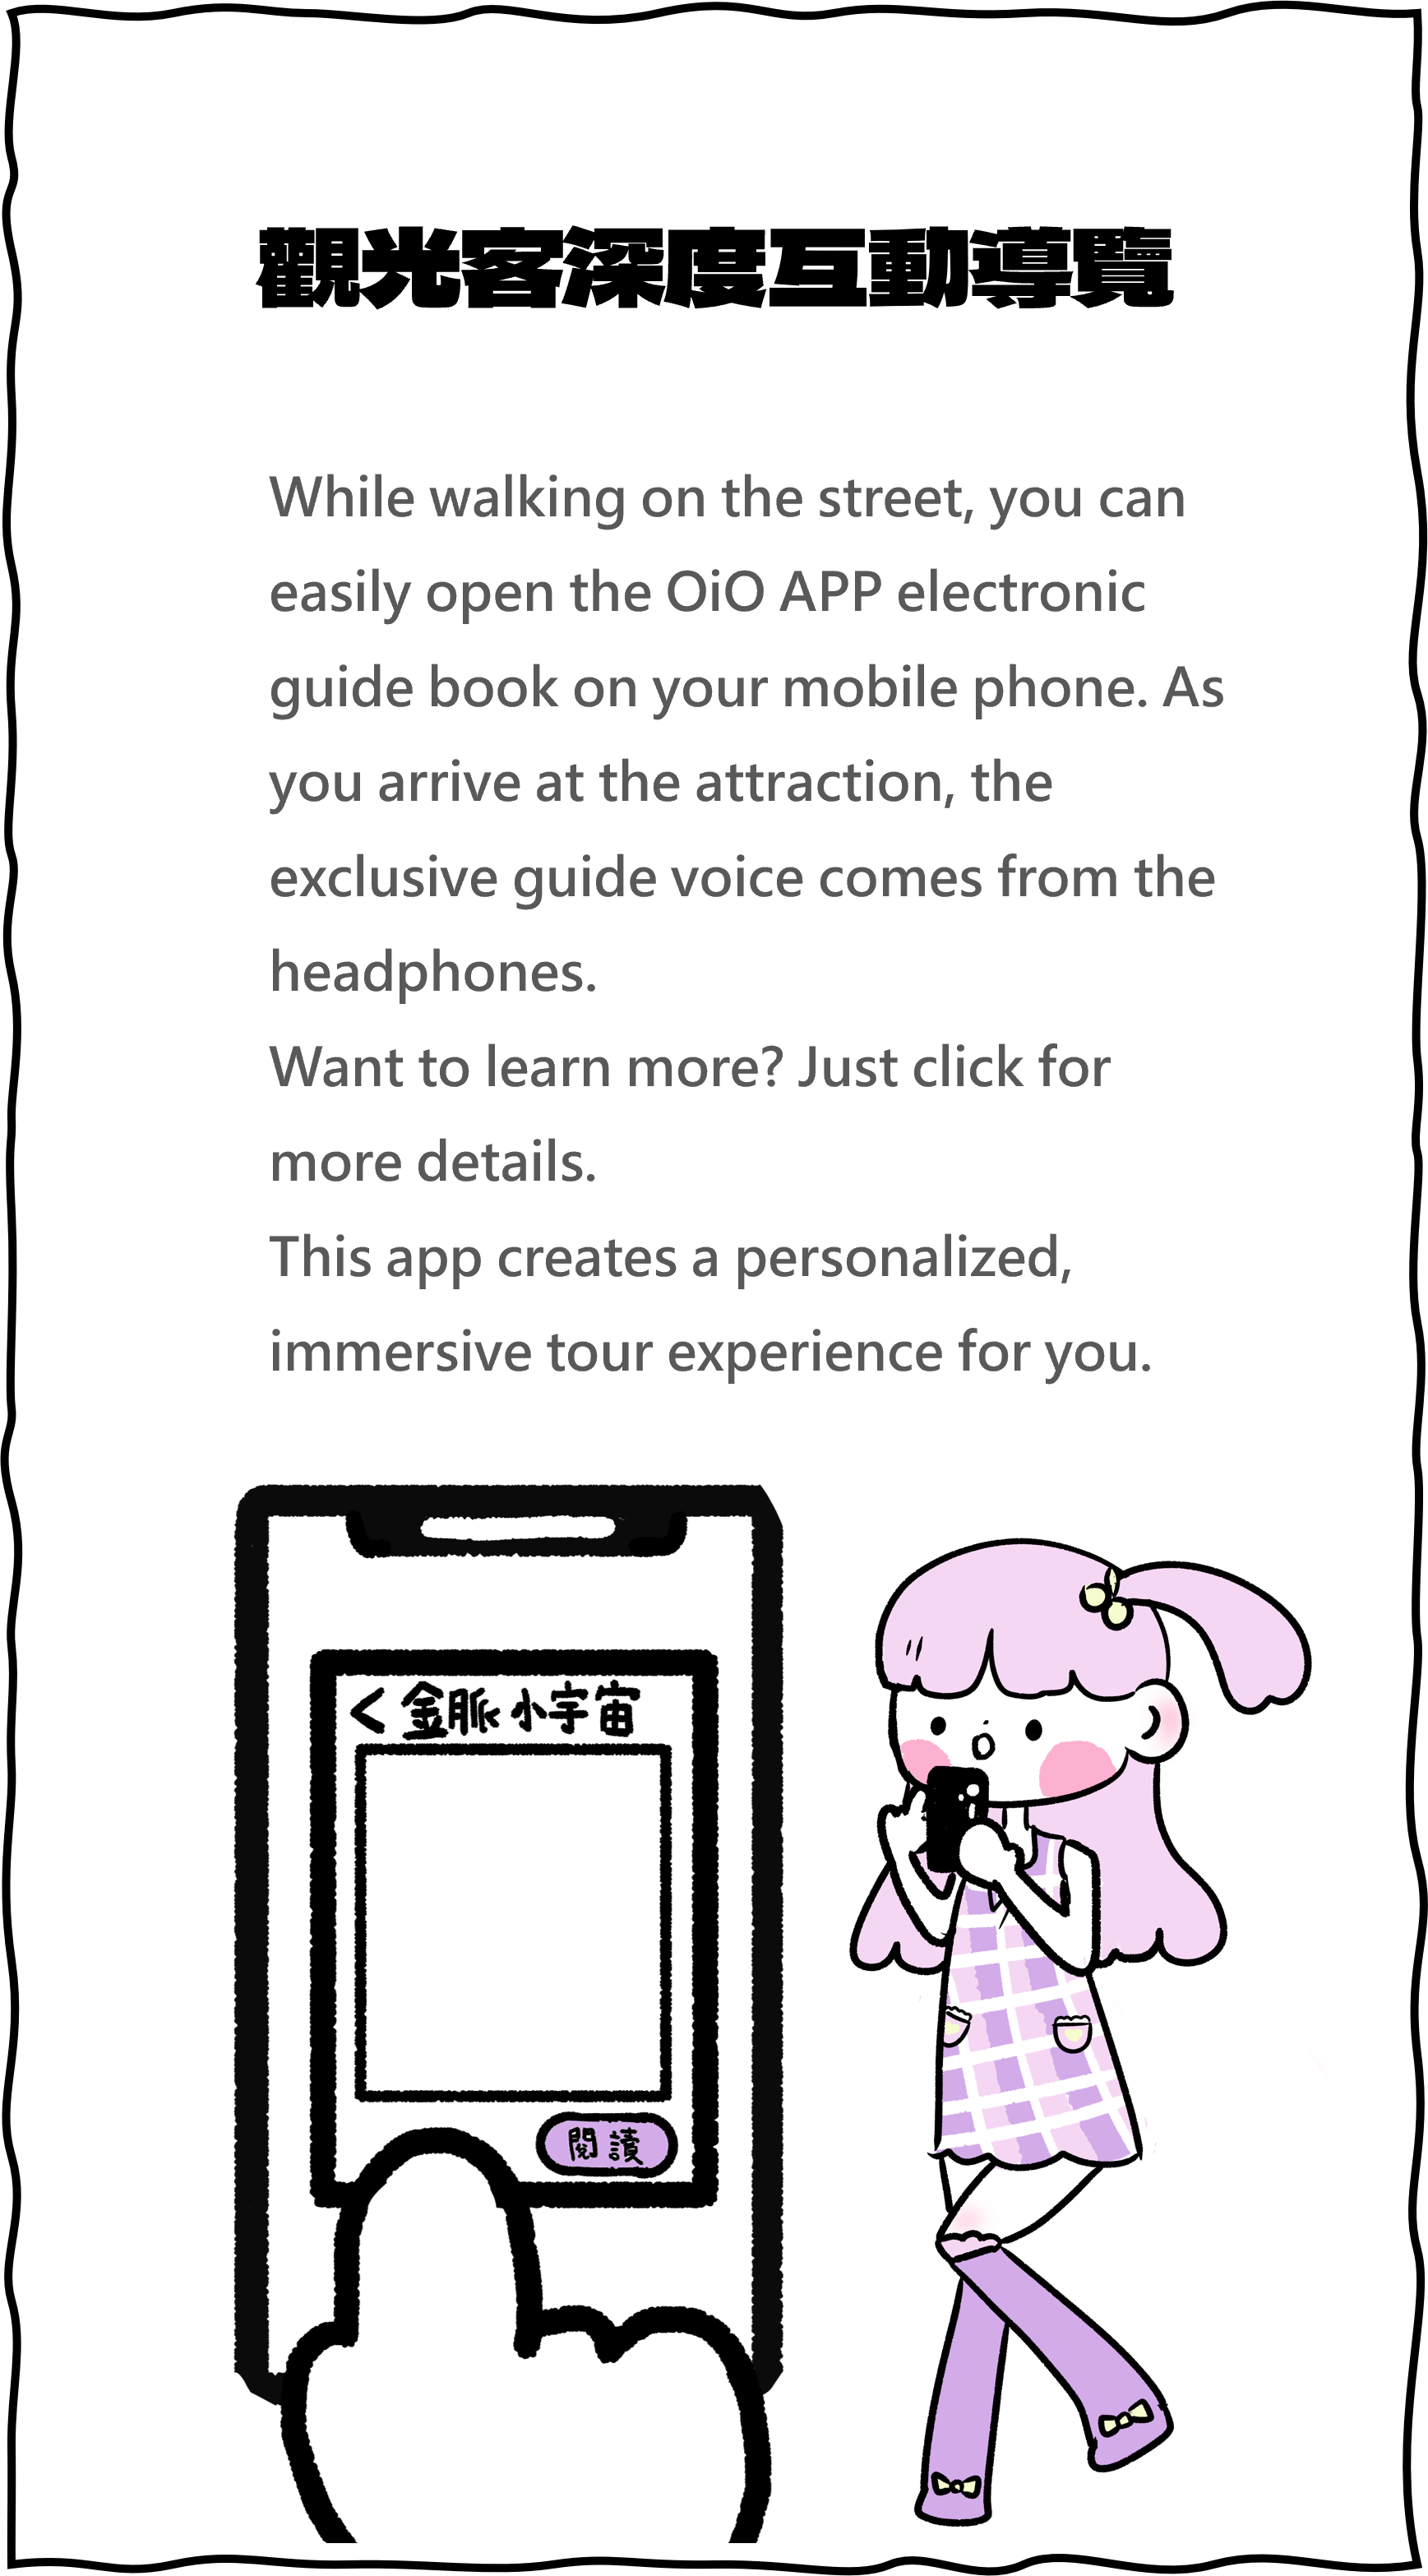 觀光客深度互動導覽
While walking on the street, you can
easily open the OiO APP electronic
guide book on your mobile phone. As
you arrive at the attraction, the
exclusive guide voice comes from the
headphones.
Want to learn more? Just click for
more details.
This app creates a personalized,
immersive tour experience for you.
< 金脈小宇宙
閱讀